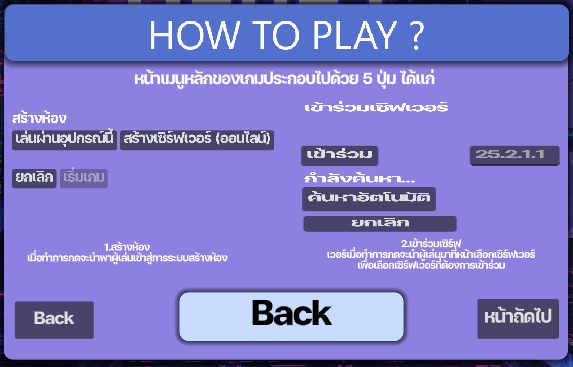 HOW TO PLAY ?
หน้าเมนูหลักของเกมประกอบไปด้วย 5 ปุ่ม ได้แก่
สร้างห้อง
เล่นผ่านอุปกรณ์นี้ สร้างเซิร์ฟเวอร์ (ออนไลน์)
ยกเลิก เริ่มเกม
1.สร้างห้อง
เมื่อทำการกดจะนำพาผู้เล่นเข้าสู่การระบบสร้างห้อง
เข้าร่วมเซิฟเวอร์
เข้าร่วม 25.2.1.1
กำลังค้นหา...
ค้นหาอัตโนมัติ
ยกเลิก
2.เข้าร่วมเซิร์ฟ
เวอร์เมื่อทำการกดจะนำผู้เล่นมาที่หน้าเลือกเซิร์ฟเวอร์
เพื่อเลือกเซิร์ฟเวอร์ที่ต้องการเข้าร่วม
Back
Back
หน้าถัดไป